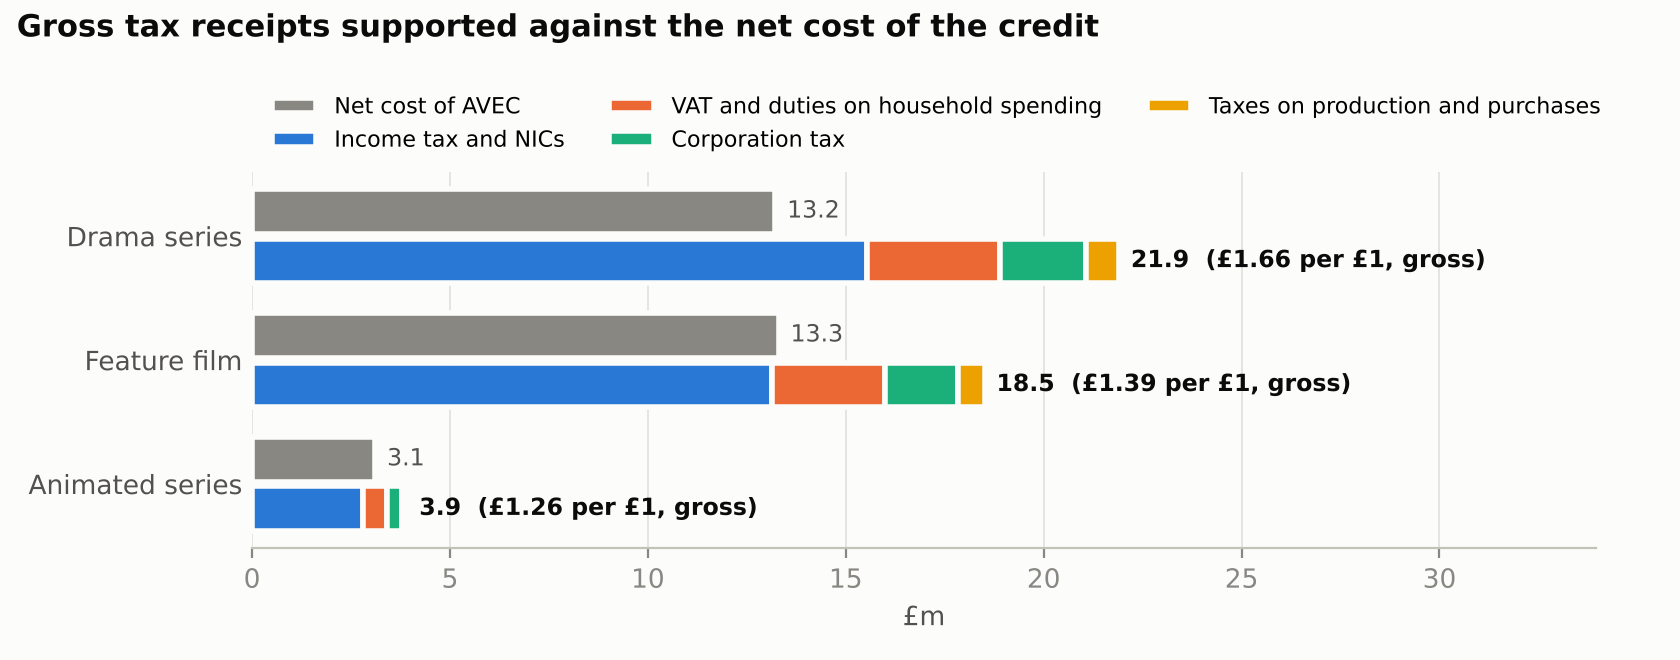 Gross tax receipts supported against the net cost of the credit
Net cost of AVEC
VAT and duties on household spending
Taxes on production and purchases
Income tax and NICs
Corporation tax
Drama series
13.2
21.9 (£1.66 per £1, gross)
Feature film
13.3
18.5 (£1.39 per £1, gross)
Animated series
3.1
3.9 (£1.26 per £1, gross)
0 5 10 15 20 25 30
£m